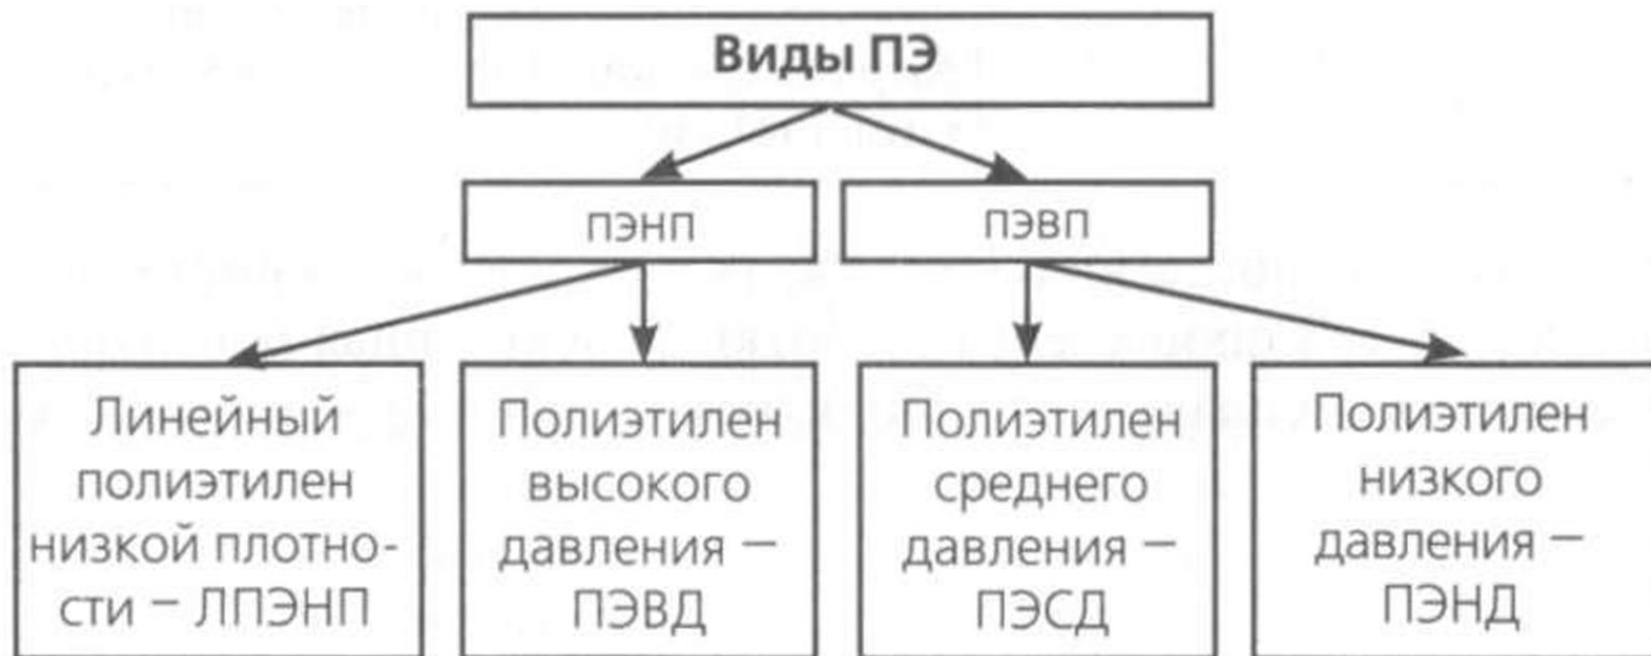 Виды ПЭ
ПЭНП
ПЭВП
Линейный
полиэтилен
низкой плотно-
сти – ЛПЭНП
Полиэтилен
высокого
давления –
ПЭВД
Полиэтилен
среднего
давления –
ПЭСД
Полиэтилен
низкого
давления –
ПЭНД